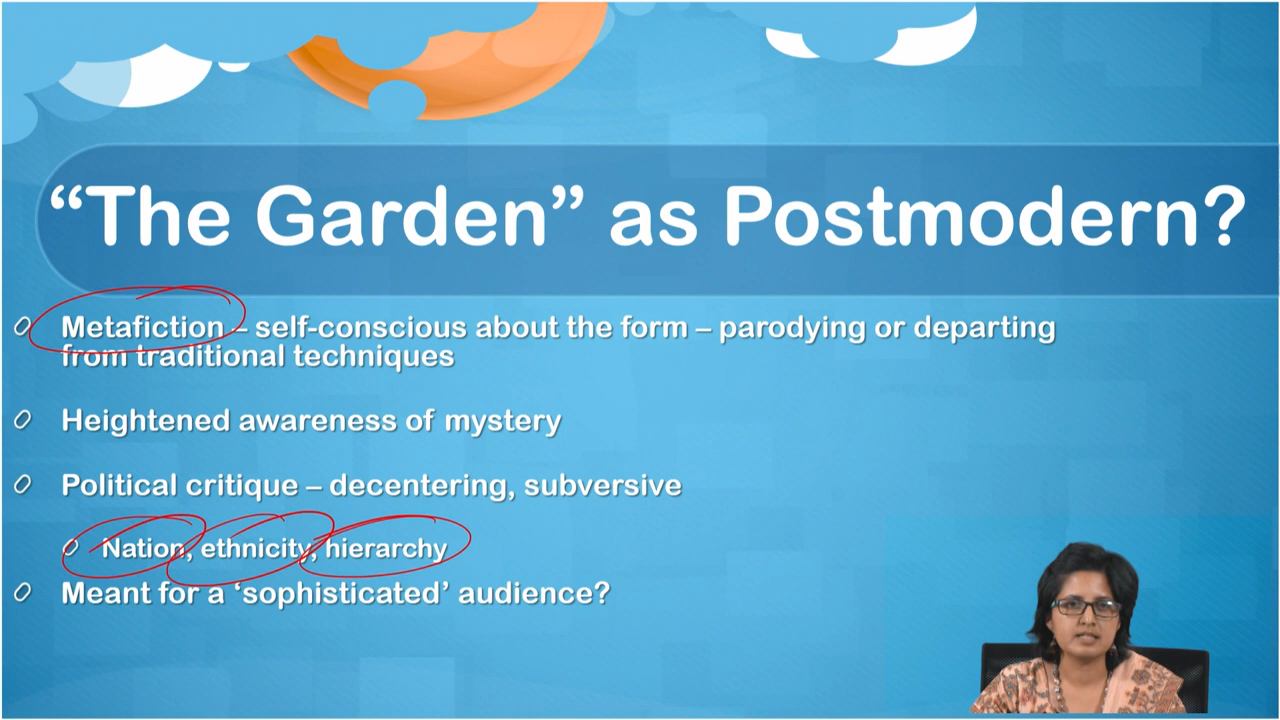 “The Garden” as Postmodern?
Metafiction – self-conscious about the form – parodying or departing
from traditional techniques
Heightened awareness of mystery
Political critique – decentering, subversive
Nation, ethnicity, hierarchy
Meant for a ‘sophisticated’ audience?